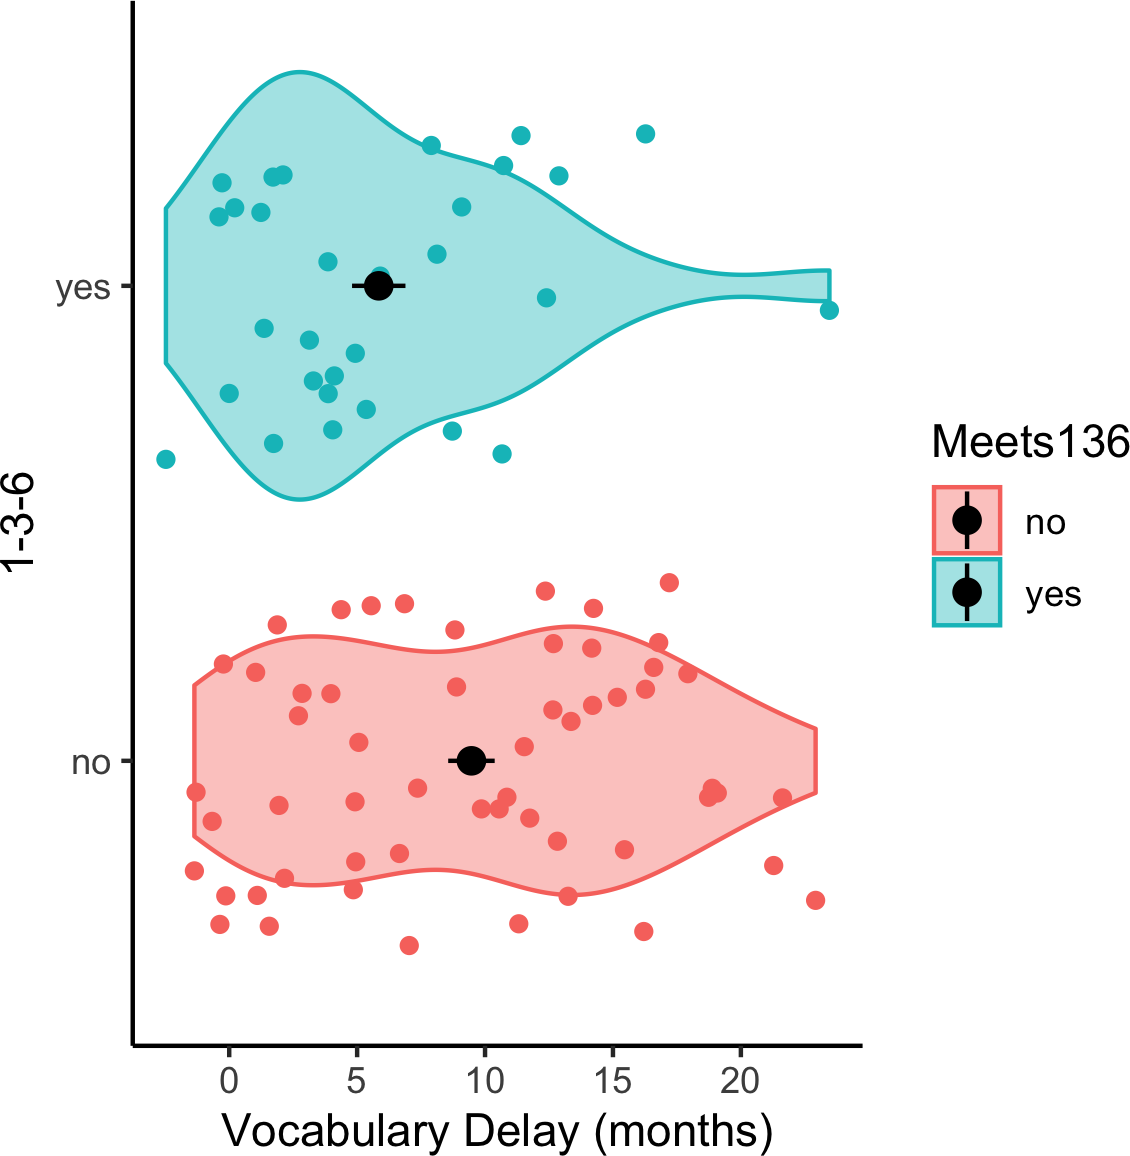 yes
no
1-3-6
0 5 10 15 20
Vocabulary Delay (months)
Meets136
no
yes